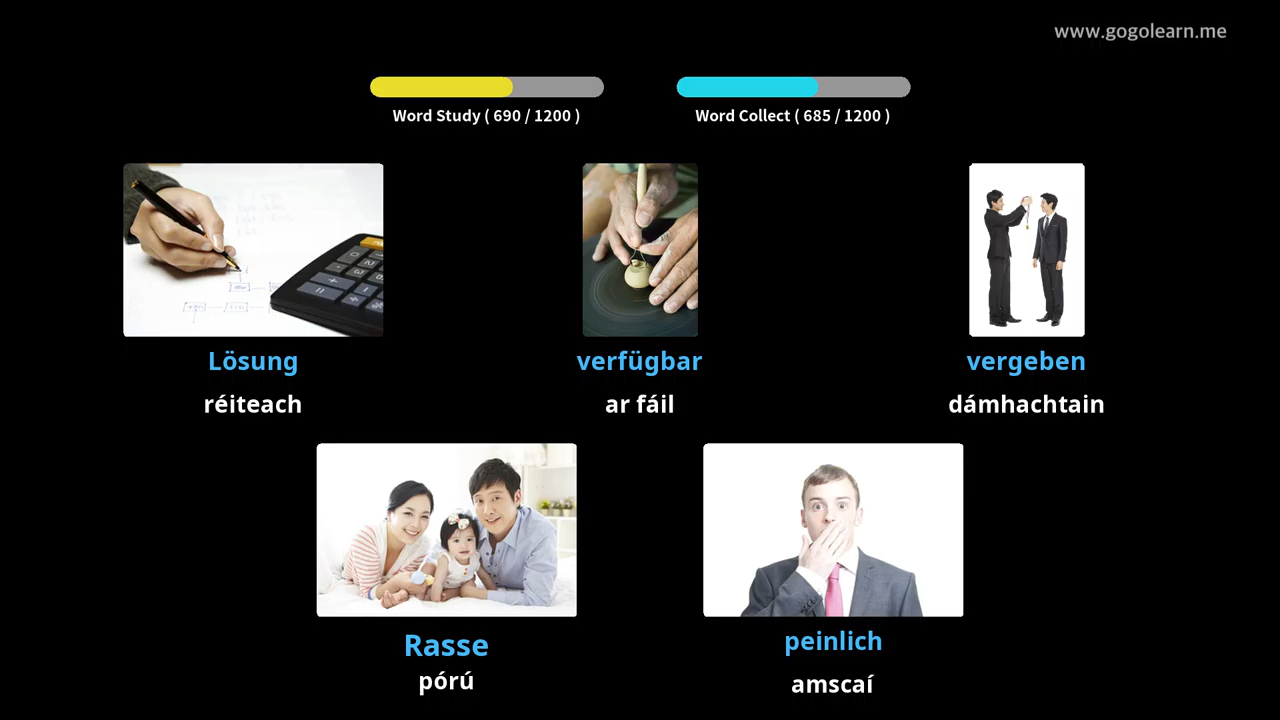 www.gogolearn.me
Word Study ( 690 / 1200 )
Word Collect ( 685 / 1200 )
Lösung
réiteach
verfügbar
ar fáil
vergeben
dámhachtain
Rasse
pórú
peinlich
amscaí